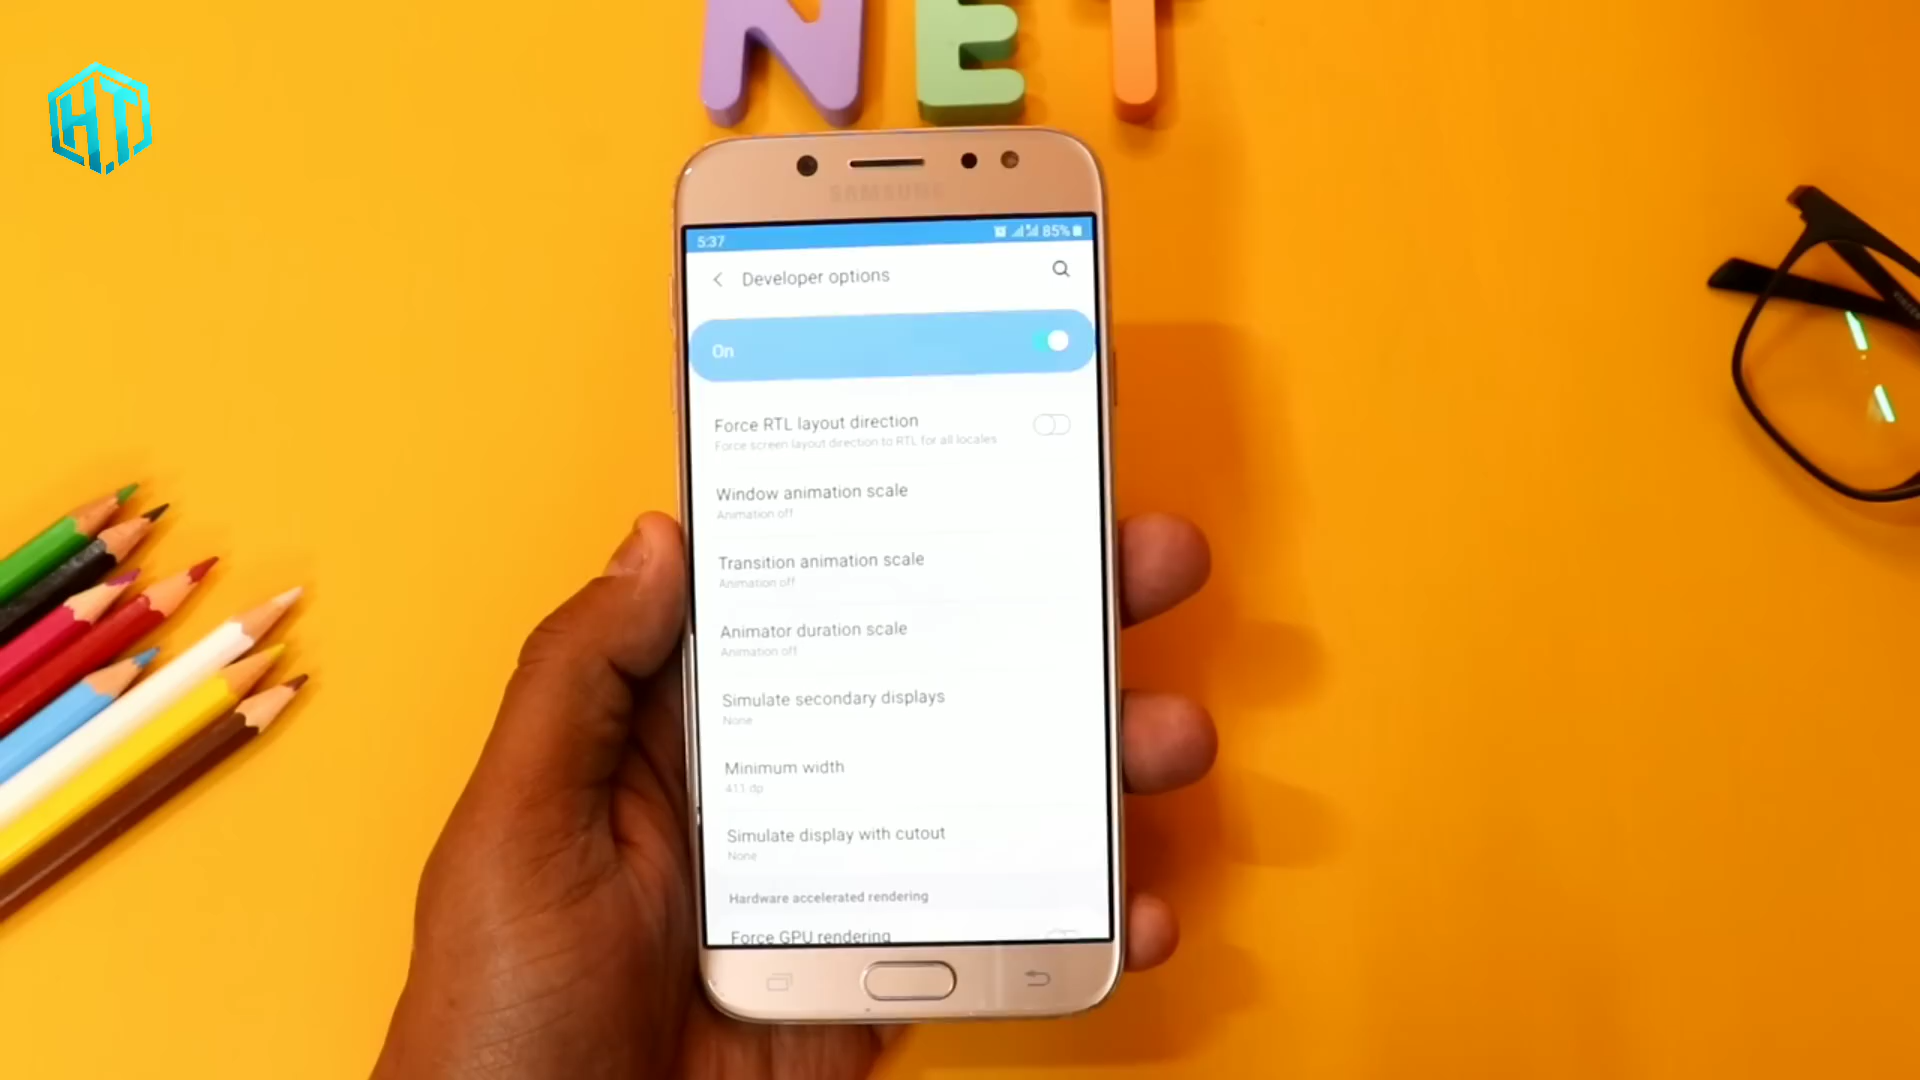 NET
H.T
SAMSUNG
5:37
85%
Developer options
On
Force RTL layout direction
Force screen layout direction to RTL for all locales
Window animation scale
Animation off
Transition animation scale
Animation off
Animator duration scale
Animation off
Simulate secondary displays
None
Minimum width
411 dp
Simulate display with cutout
None
Hardware accelerated rendering
Force GPU rendering